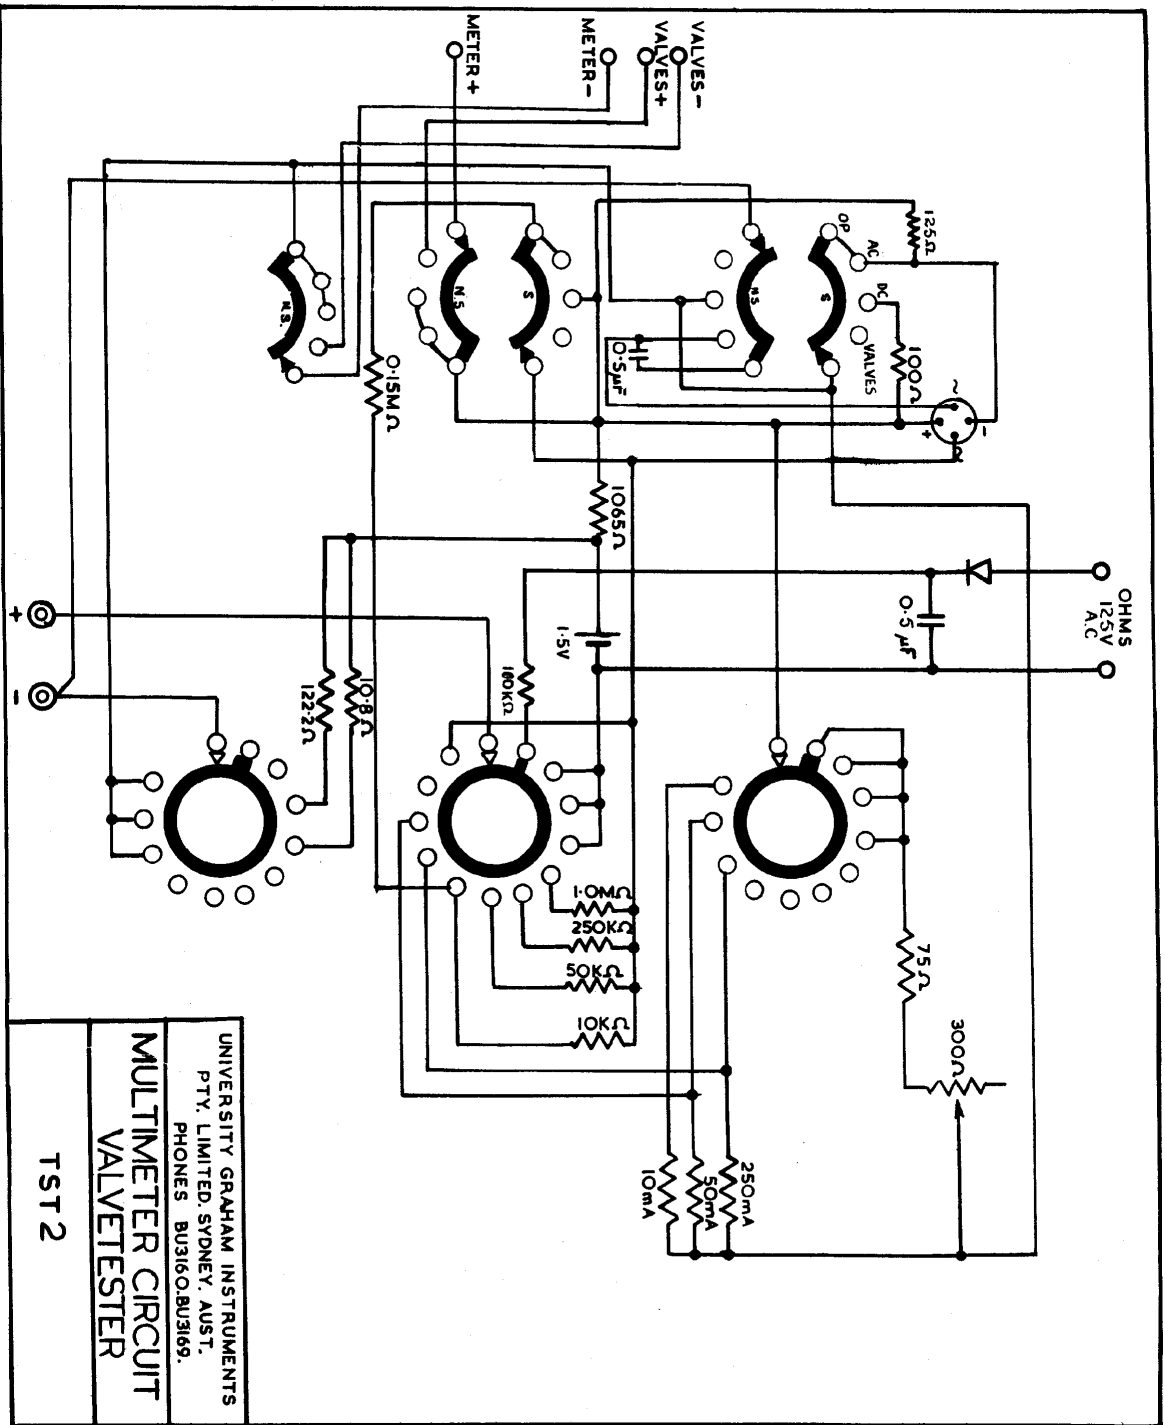 VALVES-
VALVES+
METER-
METER+
125Ω
OP
AC
DC
VALVES
100Ω
S
N.S
S
N.S
N.S.
0.5µF
~
-
+
~
0.15MΩ
1065Ω
OHMS
125V
A.C
0.5 µF
1.5V
10.8Ω
122.2Ω
+
-
1.0MΩ
250KΩ
50KΩ
10KΩ
75Ω
300Ω
250mA
50mA
10mA
UNIVERSITY GRAHAM INSTRUMENTS
PTY. LIMITED. SYDNEY. AUST.
PHONES BU3160.BU3169.
MULTIMETER CIRCUIT
VALVETESTER
TST 2